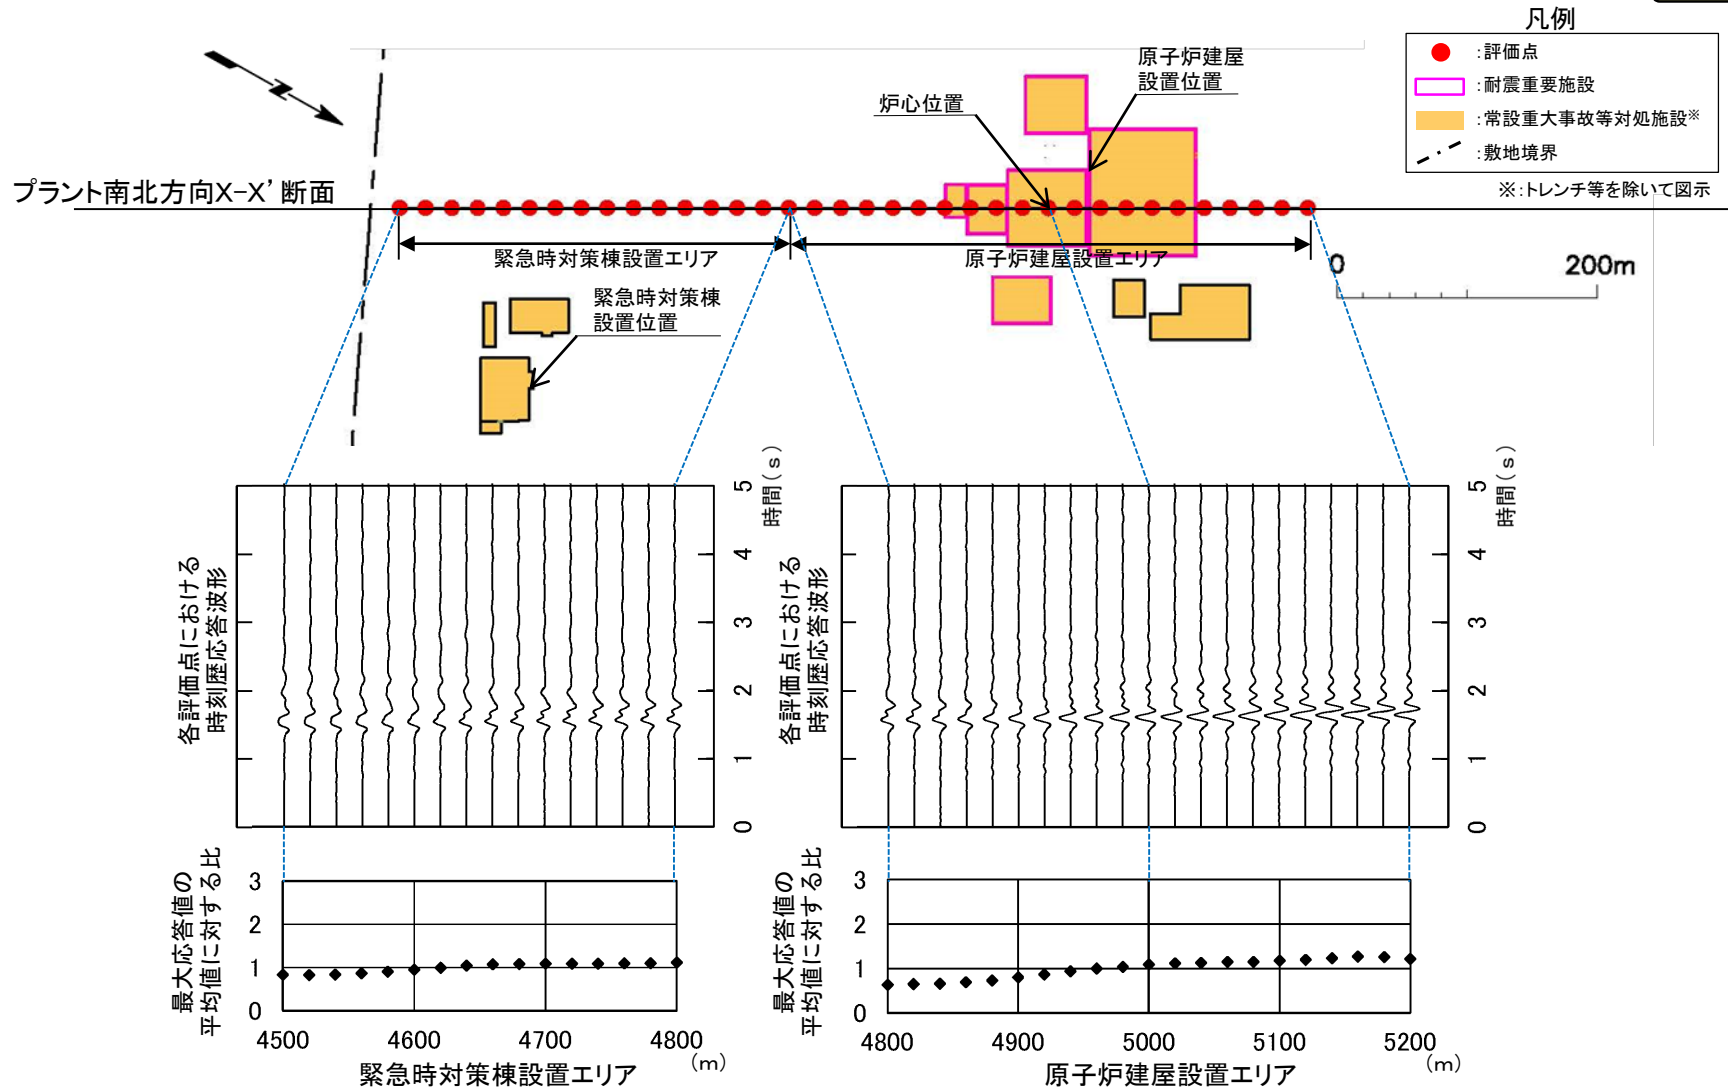 凡例
:評価点
:耐震重要施設
:常設重大事故等対処施設※
:敷地境界
※:トレンチ等を除いて図示
原子炉建屋
設置位置
炉心位置
プラント南北方向X-X’断面
緊急時対策棟設置エリア
原子炉建屋設置エリア
0
200m
緊急時対策棟
設置位置
各評価点における
時刻歴応答波形
5
4
3
2
1
0
時間(s)
各評価点における
時刻歴応答波形
5
4
3
2
1
0
時間(s)
最大応答値の
平均値に対する比
3
2
1
0
4500
4600
4700
4800
(m)
緊急時対策棟設置エリア
最大応答値の
平均値に対する比
3
2
1
0
4800
4900
5000
5100
5200
(m)
原子炉建屋設置エリア